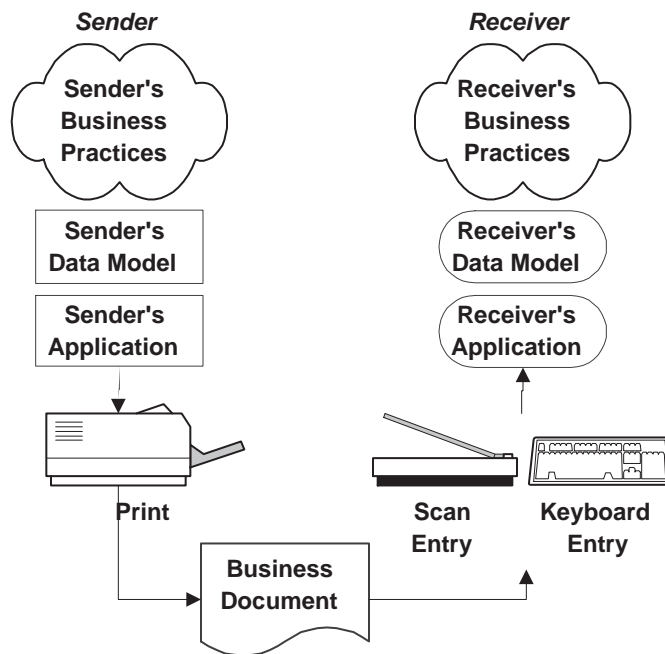 Sender
Receiver
Sender's
Business
Practices
Receiver's
Business
Practices
Sender's
Data Model
Receiver's
Data Model
Sender's
Application
Receiver's
Application
Print
Scan
Entry
Keyboard
Entry
Business
Document